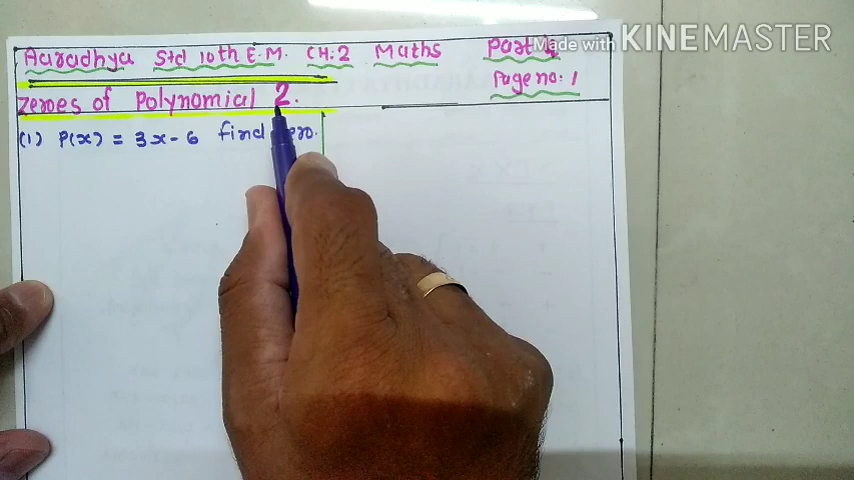 Aaradhya Std 10th E.M. CH:2 Maths Part
Made with KINEMASTER
Page no: 1
Zeroes of Polynomial 2.
(1) P(x) = 3x - 6 find zero.